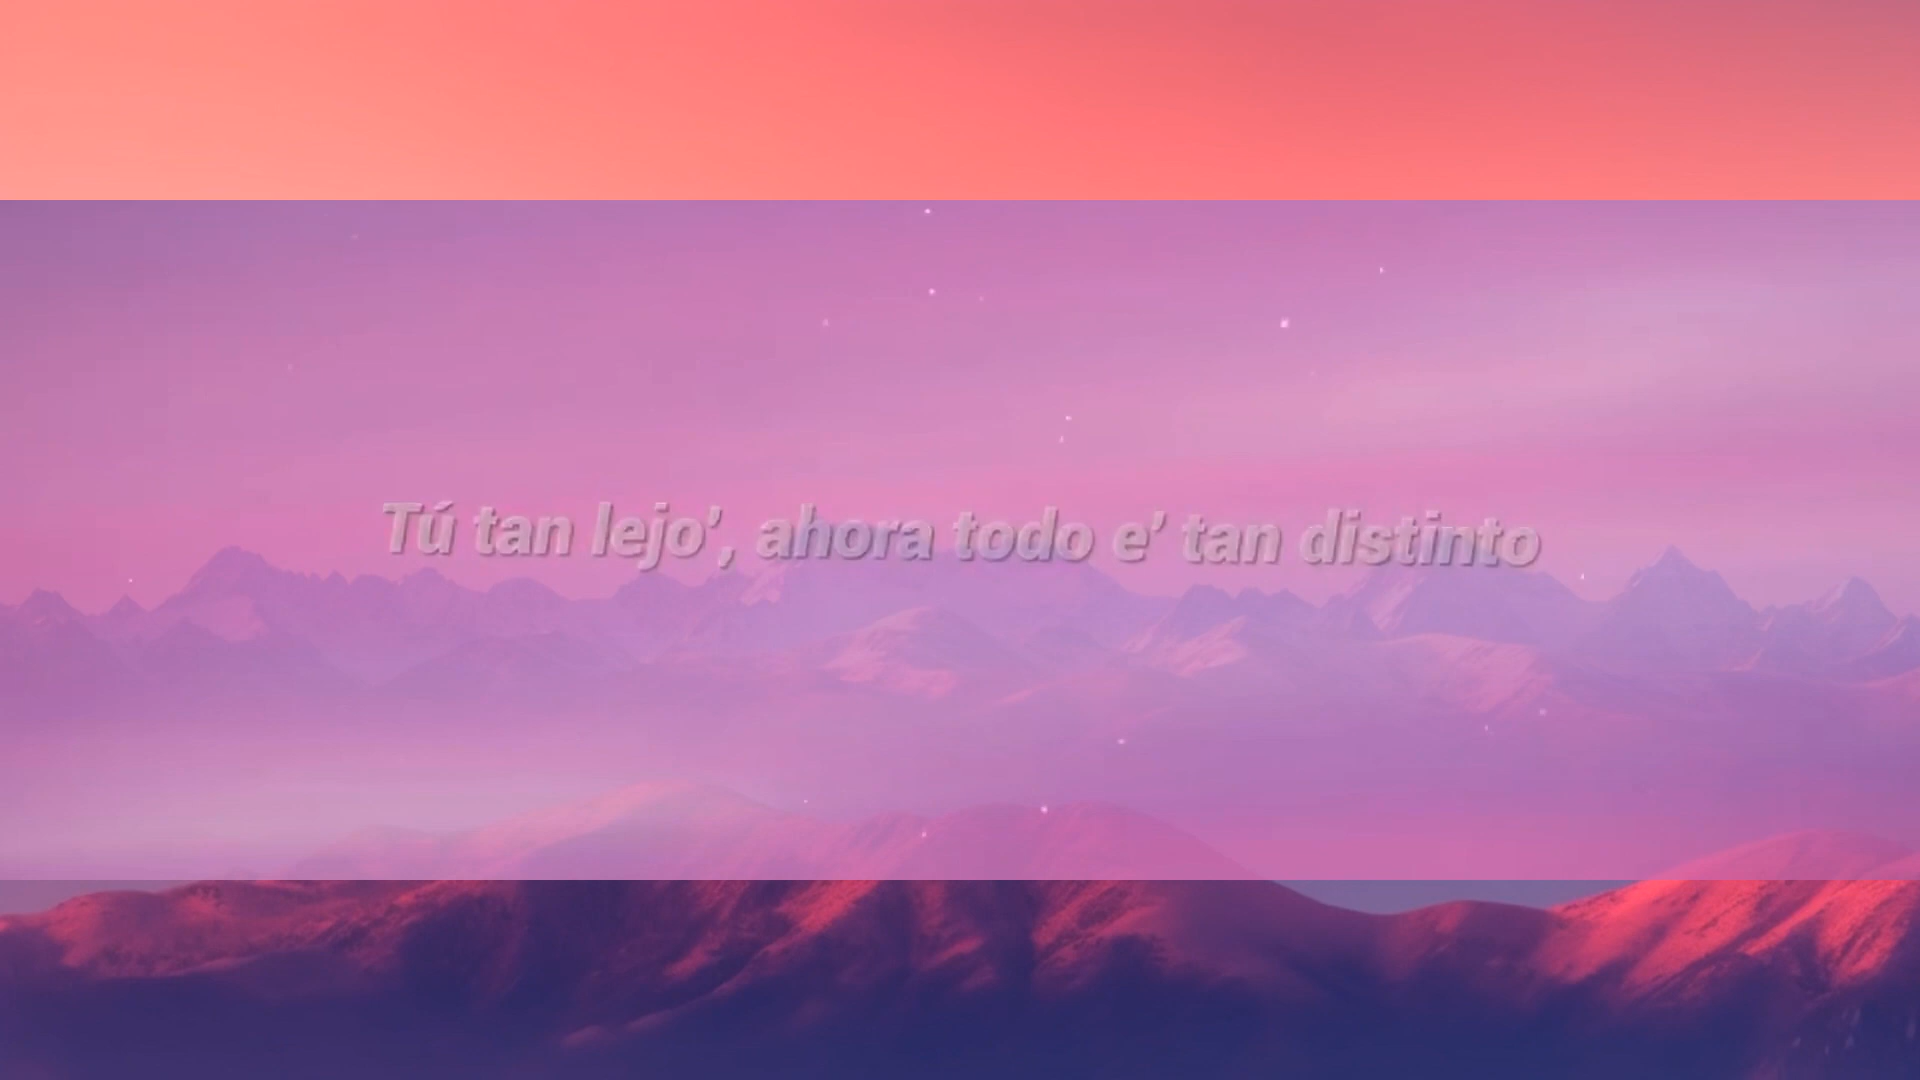 Tú tan lejo’, ahora todo e’ tan distinto